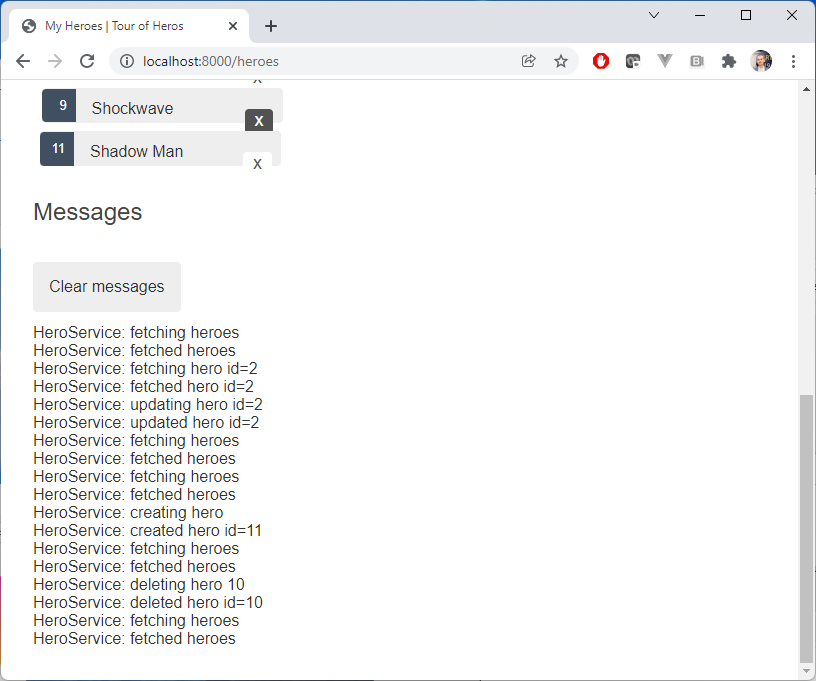 My Heroes | Tour of Heros
localhost:8000/heroes
x
9 Shockwave
x
11 Shadow Man
x
Messages
Clear messages
HeroService: fetching heroes
HeroService: fetched heroes
HeroService: fetching hero id=2
HeroService: fetched hero id=2
HeroService: updating hero id=2
HeroService: updated hero id=2
HeroService: fetching heroes
HeroService: fetched heroes
HeroService: fetching heroes
HeroService: fetched heroes
HeroService: creating hero
HeroService: created hero id=11
HeroService: fetching heroes
HeroService: fetched heroes
HeroService: deleting hero 10
HeroService: deleted hero id=10
HeroService: fetching heroes
HeroService: fetched heroes